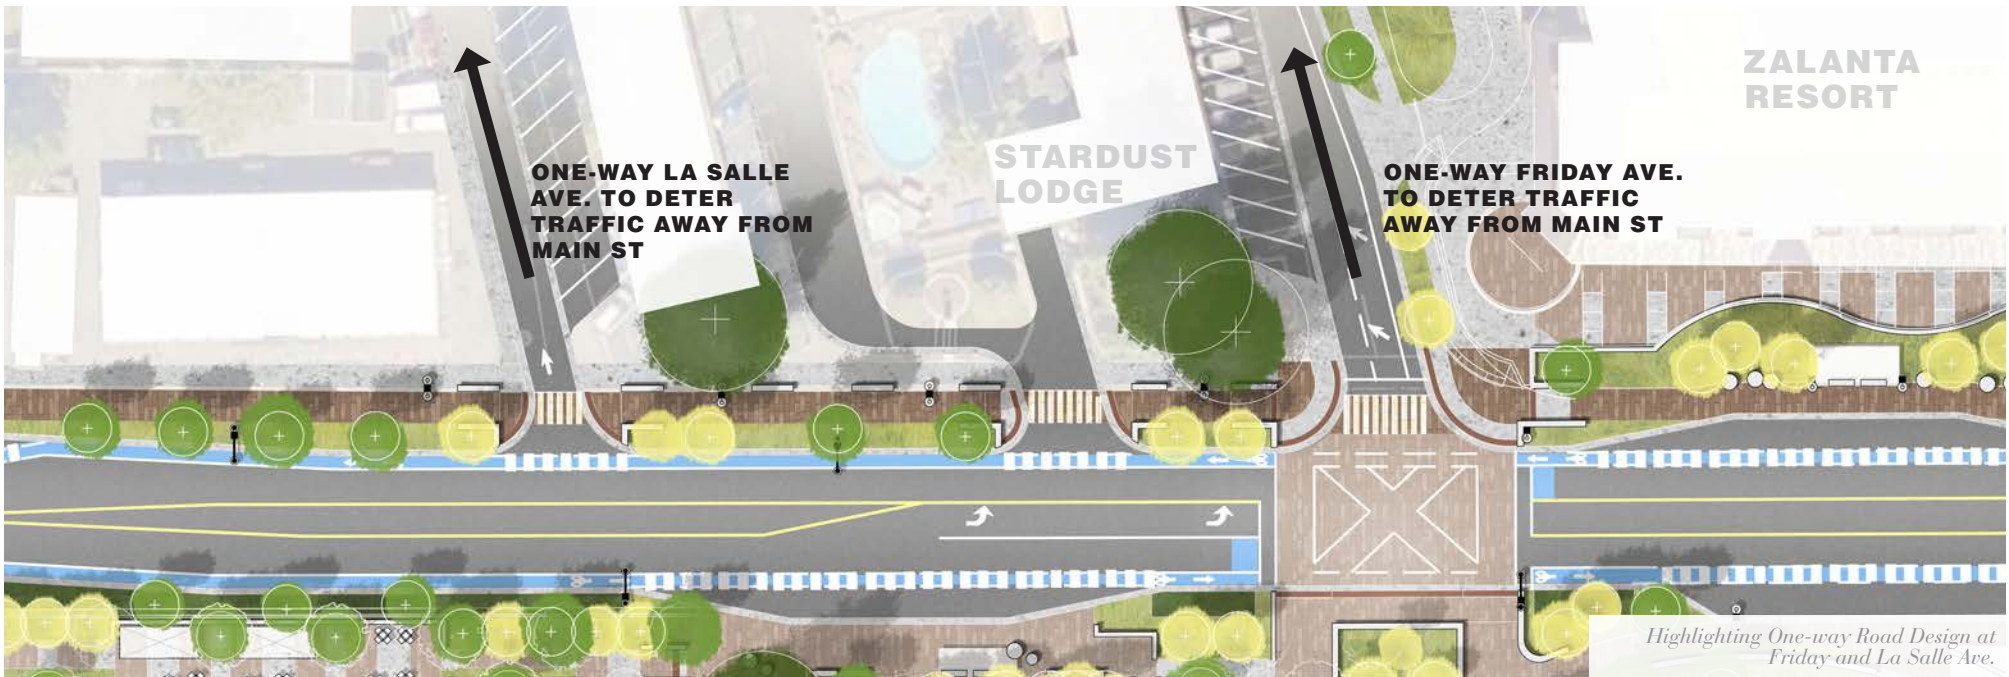 ZALANTA
RESORT
STARDUST
LODGE
ONE-WAY LA SALLE
AVE. TO DETER
TRAFFIC AWAY FROM
MAIN ST
ONE-WAY FRIDAY AVE.
TO DETER TRAFFIC
AWAY FROM MAIN ST
Highlighting One-way Road Design at
Friday and La Salle Ave.